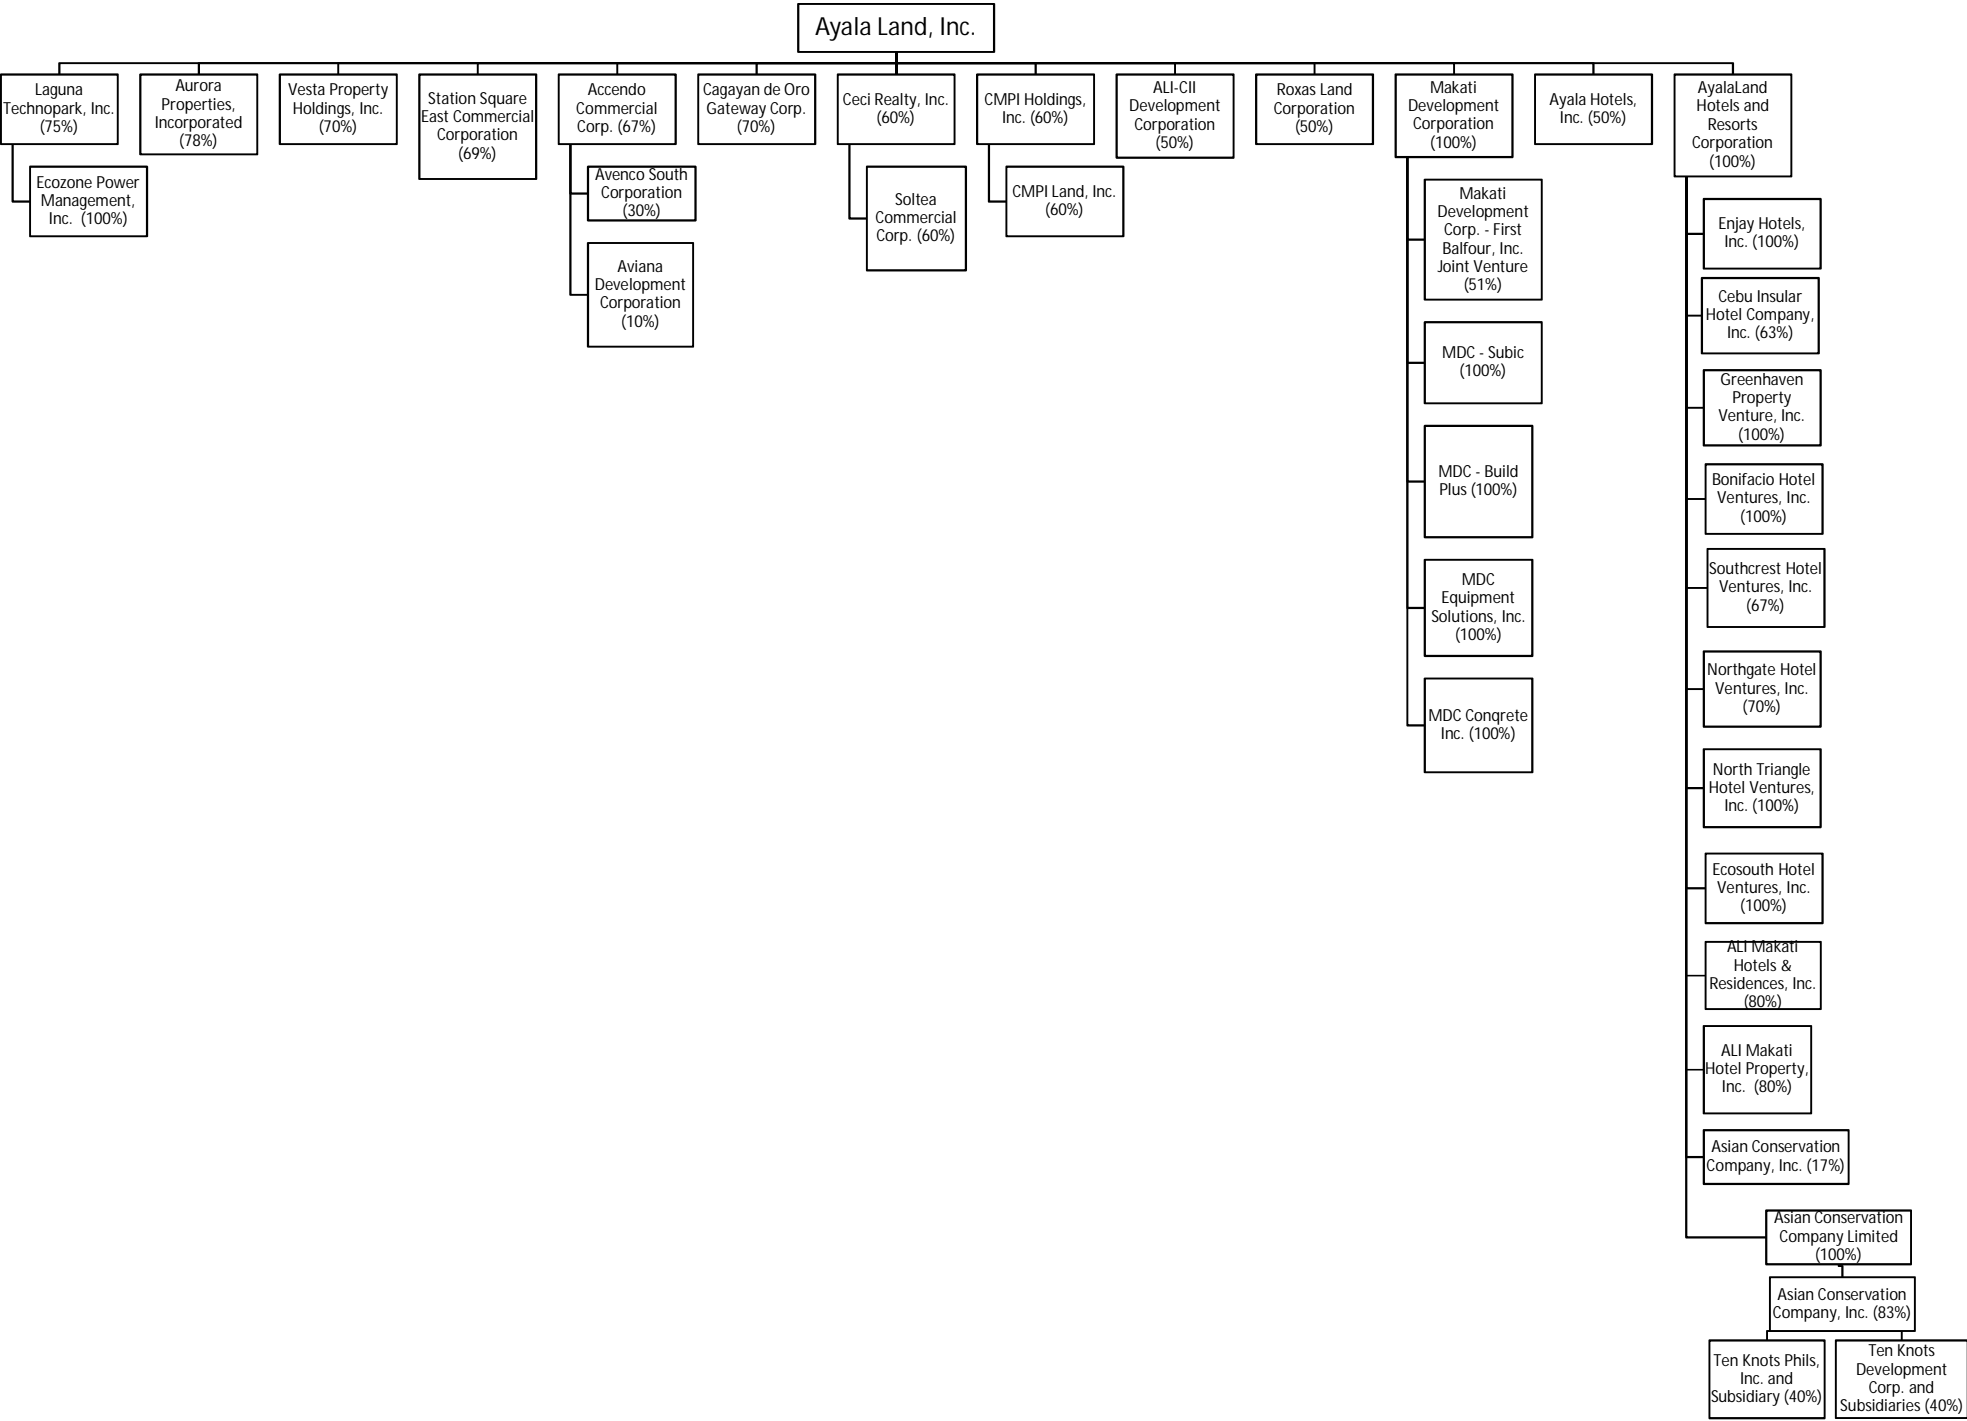 Ayala Land, Inc.
Laguna
Technopark, Inc.
(75%)
Ecozone Power
Management,
Inc. (100%)
Aurora
Properties,
Incorporated
(78%)
Vesta Property
Holdings, Inc.
(70%)
Station Square
East Commercial
Corporation
(69%)
Accendo
Commercial
Corp. (67%)
Avenco South
Corporation
(30%)
Aviana
Development
Corporation
(10%)
Cagayan de Oro
Gateway Corp.
(70%)
Ceci Realty, Inc.
(60%)
Soltea
Commercial
Corp. (60%)
CMPI Holdings,
Inc. (60%)
CMPI Land, Inc.
(60%)
ALI-CII
Development
Corporation
(50%)
Roxas Land
Corporation
(50%)
Makati
Development
Corporation
(100%)
Makati
Development
Corp. - First
Balfour, Inc.
Joint Venture
(51%)
MDC - Subic
(100%)
MDC - Build
Plus (100%)
MDC
Equipment
Solutions, Inc.
(100%)
MDC Conqrete
Inc. (100%)
Ayala Hotels,
Inc. (50%)
AyalaLand
Hotels and
Resorts
Corporation
(100%)
Enjay Hotels,
Inc. (100%)
Cebu Insular
Hotel Company,
Inc. (63%)
Greenhaven
Property
Venture, Inc.
(100%)
Bonifacio Hotel
Ventures, Inc.
(100%)
Southcrest Hotel
Ventures, Inc.
(67%)
Northgate Hotel
Ventures, Inc.
(70%)
North Triangle
Hotel Ventures,
Inc. (100%)
Ecosouth Hotel
Ventures, Inc.
(100%)
ALI Makati
Hotels &
Residences, Inc.
(80%)
ALI Makati
Hotel Property,
Inc. (80%)
Asian Conservation
Company, Inc. (17%)
Asian Conservation
Company Limited
(100%)
Asian Conservation
Company, Inc. (83%)
Ten Knots Phils,
Inc. and
Subsidiary (40%)
Ten Knots
Development
Corp. and
Subsidiaries (40%)